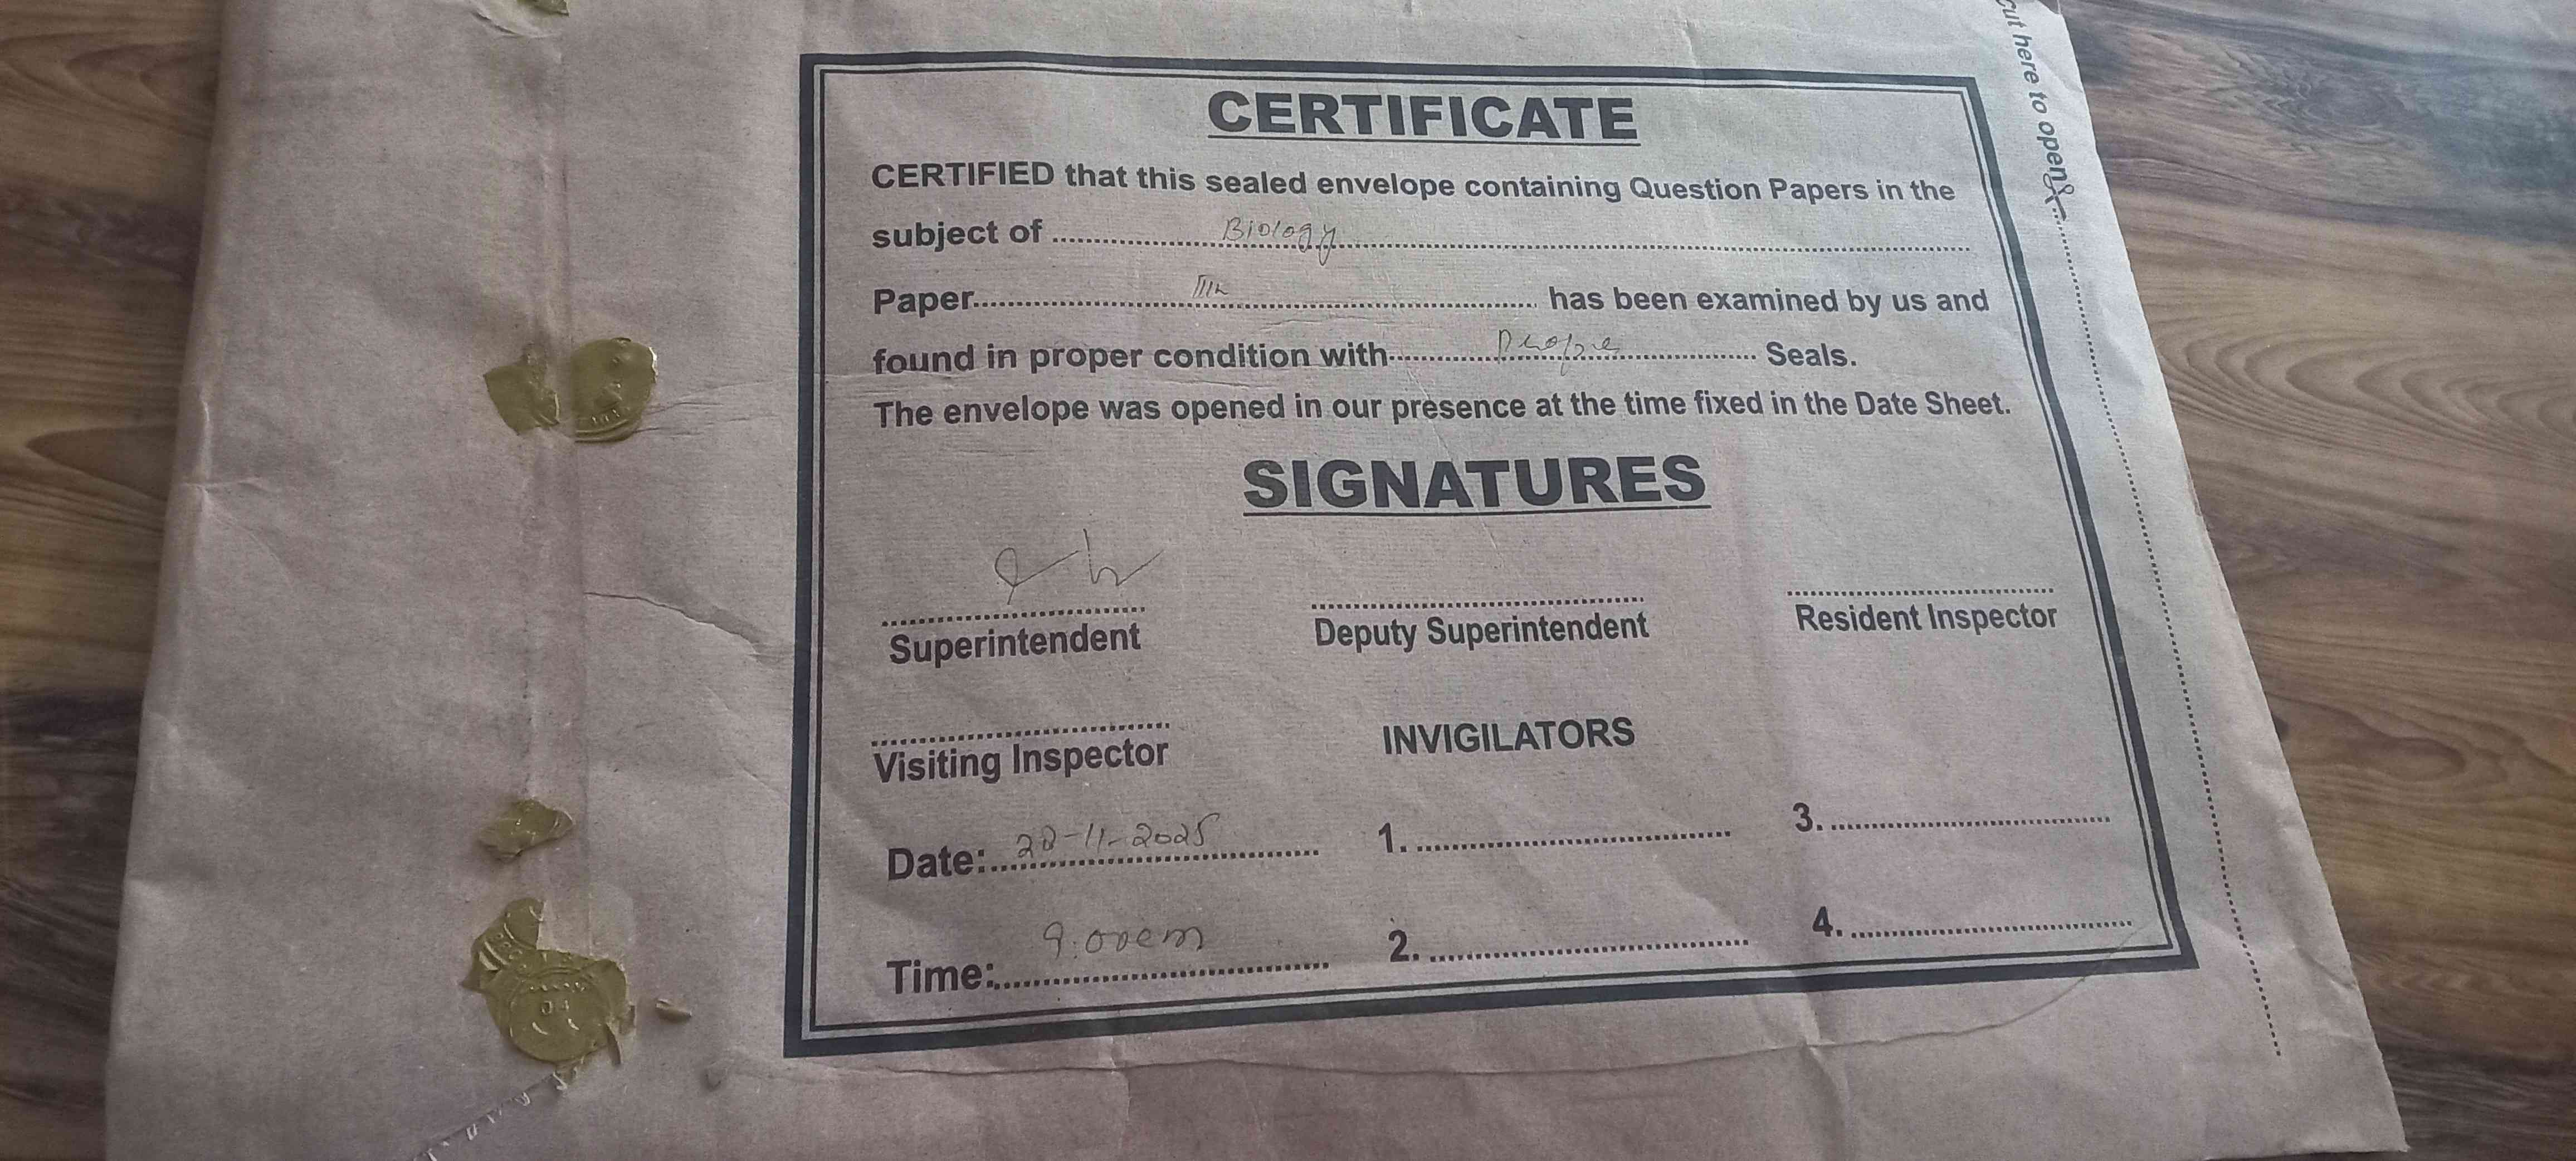 cut here to open
CERTIFICATE
CERTIFIED that this sealed envelope containing Question Papers in the
subject of Biology
Paper has been examined by us and
found in proper condition with Seals.
The envelope was opened in our presence at the time fixed in the Date Sheet.
SIGNATURES
Superintendent Deputy Superintendent Resident Inspector
Visiting Inspector INVIGILATORS
Date: -11-2025 1. 3.
Time: 9.00 2. 4.